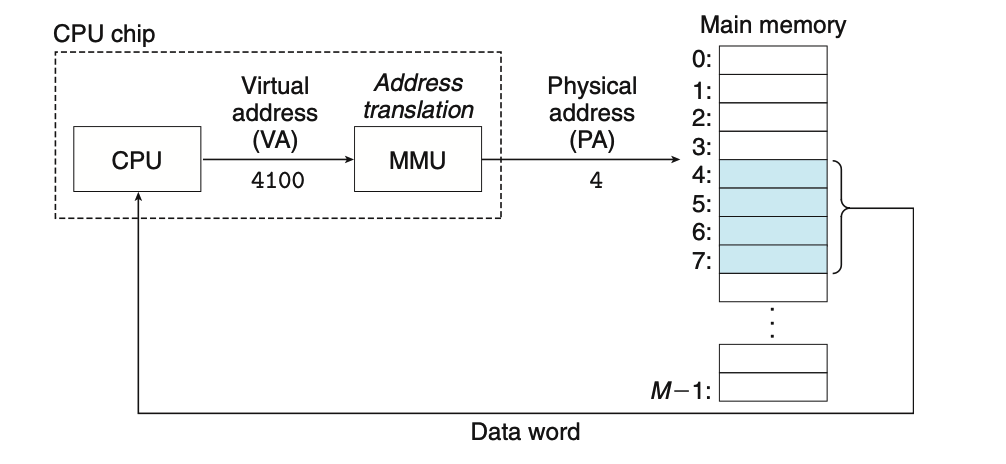 CPU chip
Main memory
Virtual
address
(VA)
Address
translation
Physical
address
(PA)
CPU
MMU
4100
4
0:
1:
2:
3:
4:
5:
6:
7:
⋮
M−1:
Data word